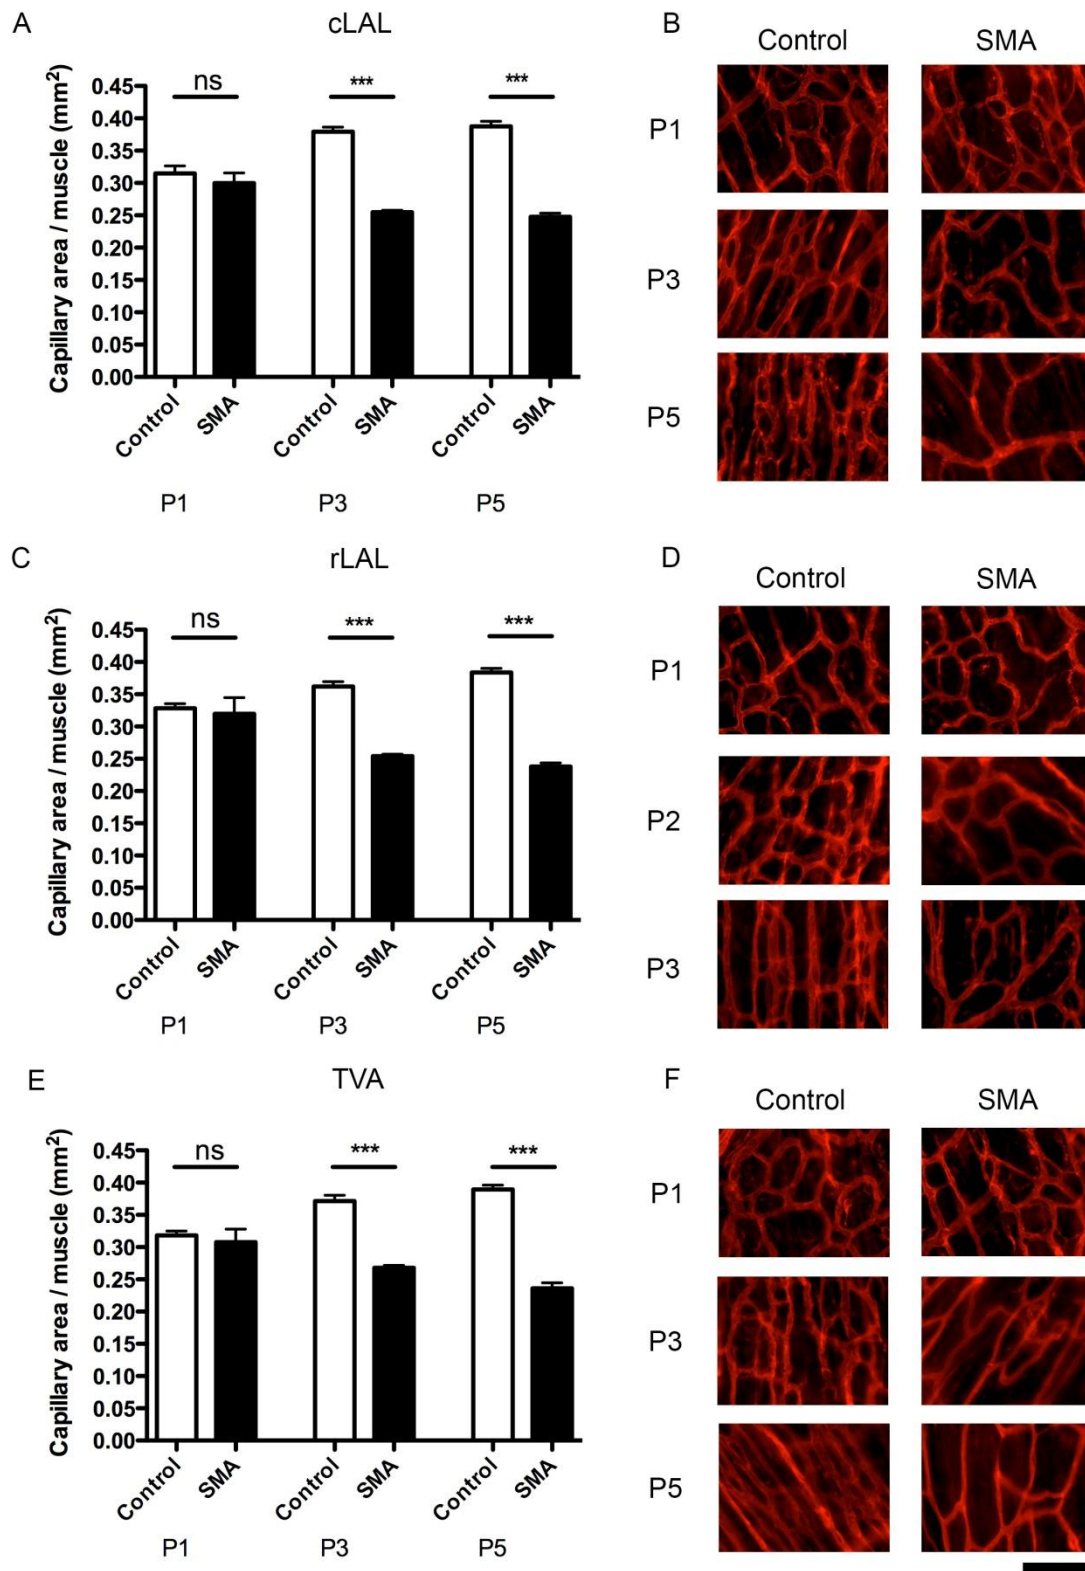 A
cLAL
Capillary area / muscle (mm²)
0.45
0.40
0.35
0.30
0.25
0.20
0.15
0.10
0.05
0.00
ns
***
***
Control
SMA
Control
SMA
Control
SMA
P1
P3
P5
B
Control
SMA
P1
P3
P5
C
rLAL
Capillary area / muscle (mm²)
0.45
0.40
0.35
0.30
0.25
0.20
0.15
0.10
0.05
0.00
ns
***
***
Control
SMA
Control
SMA
Control
SMA
P1
P3
P5
D
Control
SMA
P1
P2
P3
E
TVA
Capillary area / muscle (mm²)
0.45
0.40
0.35
0.30
0.25
0.20
0.15
0.10
0.05
0.00
ns
***
***
Control
SMA
Control
SMA
Control
SMA
P1
P3
P5
F
Control
SMA
P1
P3
P5